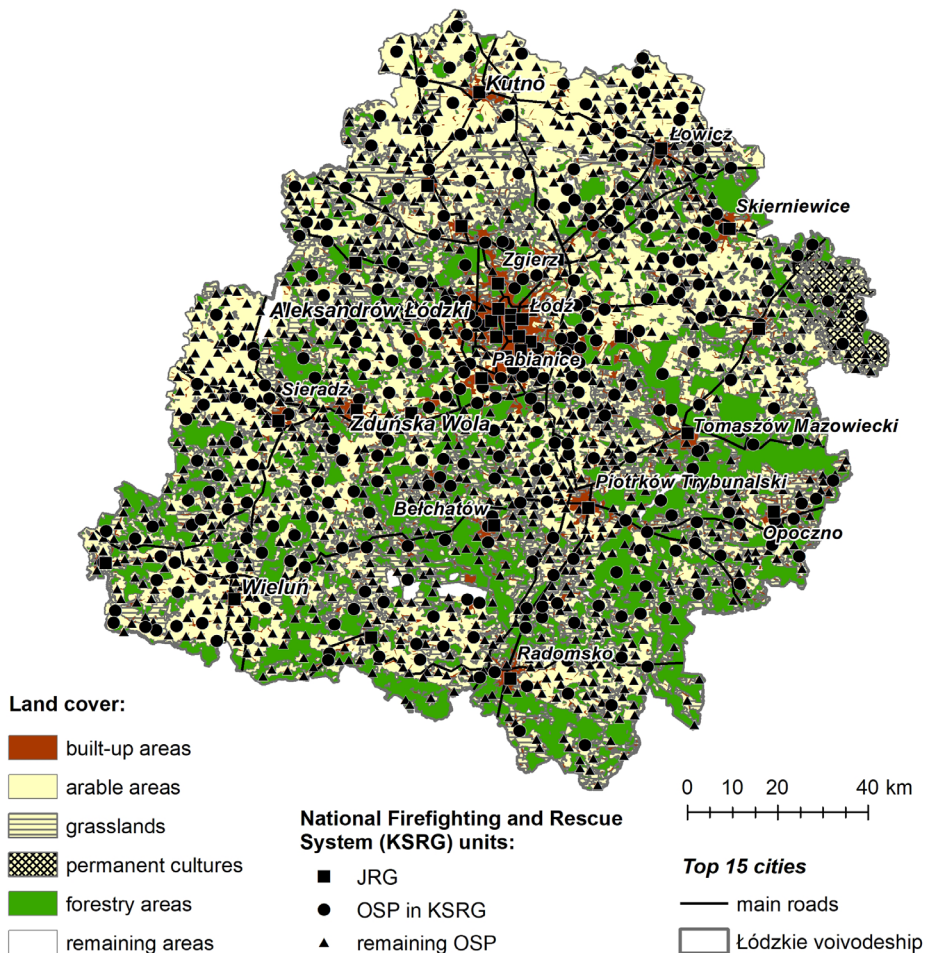 Kutno
Łowicz
Skierniewice
Zgierz
Aleksandrów Łódzki
Łódź
Pabianice
Sieradz
Zduńska Wola
Tomaszów Mazowiecki
Piotrków Trybunalski
Bełchatów
Opoczno
Wieluń
Radomsko
Land cover:
built-up areas
arable areas
grasslands
permanent cultures
forestry areas
remaining areas
National Firefighting and Rescue
System (KSRG) units:
JRG
OSP in KSRG
remaining OSP
0 10 20 40 km
Top 15 cities
main roads
Łódzkie voivodeship